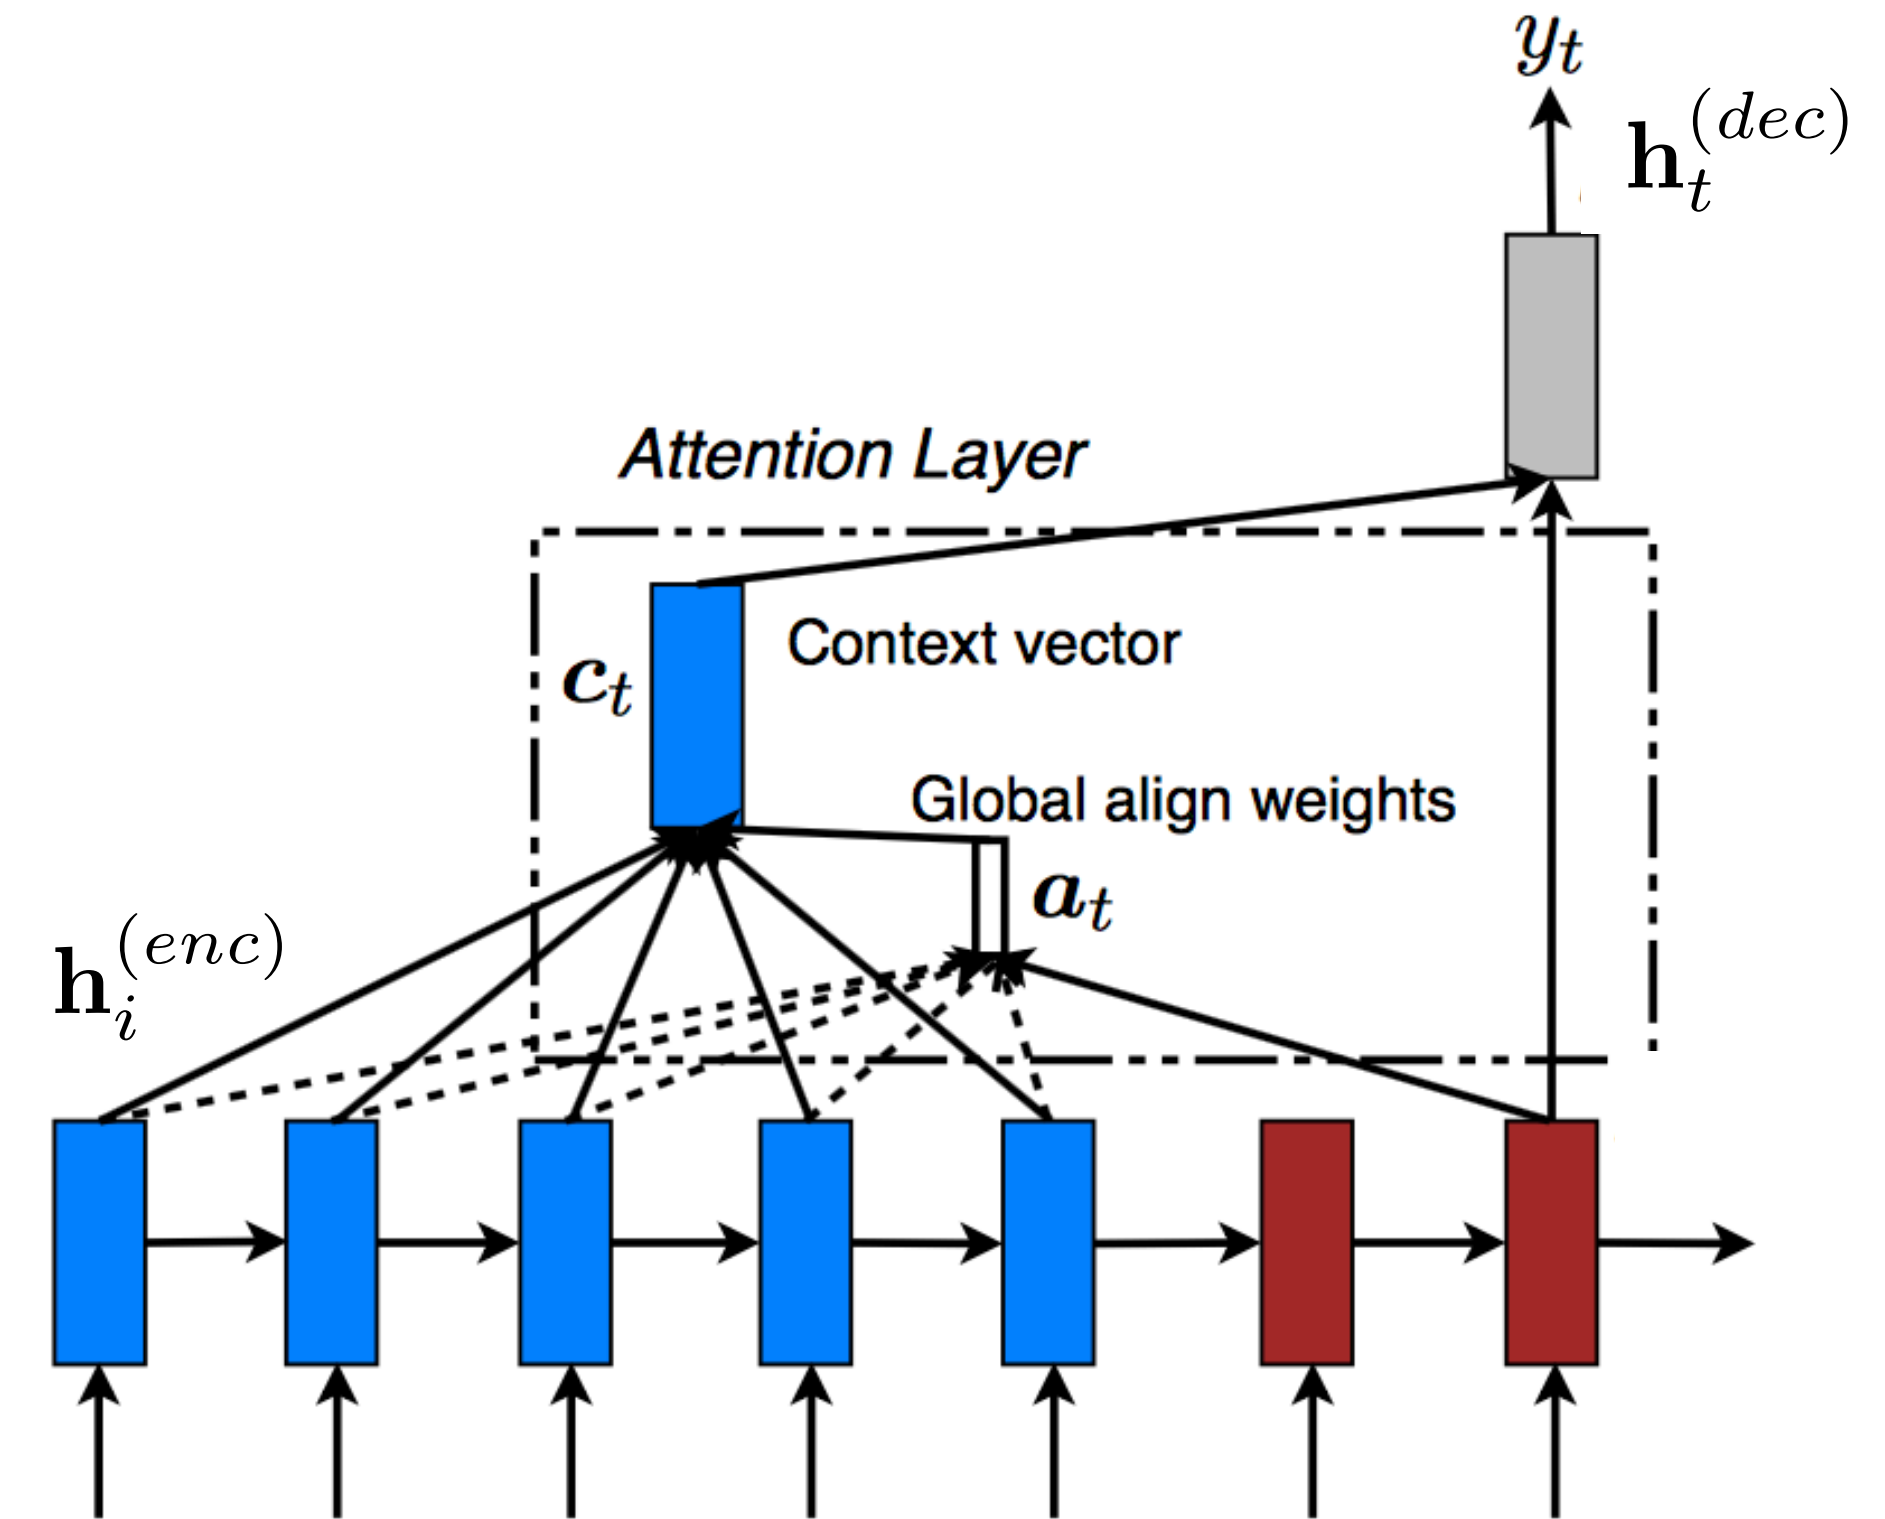 y_t
h_t^{(dec)}
Attention Layer
Context vector
c_t
Global align weights
a_t
h_i^{(enc)}